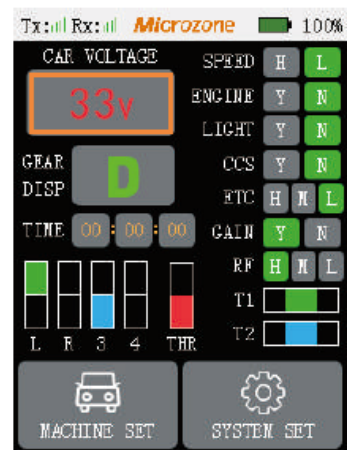 Tx: Rx: Microzone 100%
CAR VOLTAGE
33v
SPEED H L
ENGINE Y N
LIGHT Y N
GEAR DISP
D
CCS Y N
ETC H M L
TIME 00 : 00 : 00
GAIN Y N
RF H M L
T1
T2
L R 3 4 THR
MACHINE SET
SYSTEM SET